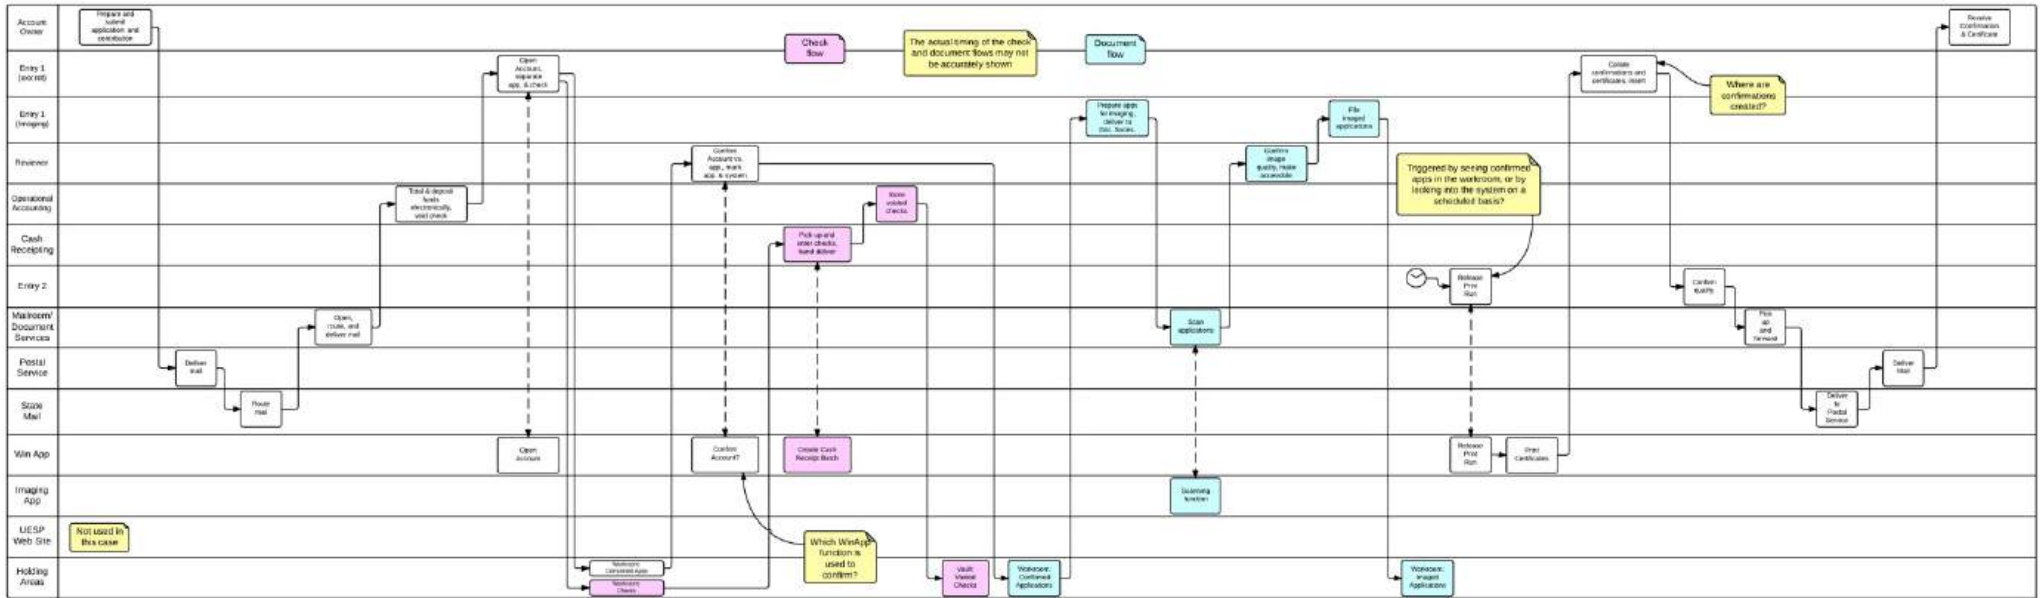 Account
Owner
Prepare and
submit
application and
contribution
Check
flow
The actual timing of the check
and document flows may not
be accurately shown
Document
flow
Receive
Confirmation
& Certificate
Entry 1
Open
Account,
separate
app. & check
Collate
confirmations and
certificates, insert
Where are
confirmations
created?
Entry 1
(Imaging)
Prepare apps
for imaging,
deliver to
File
imaged
applications
Reviewer
Confirm
Account vs.
app., mark
app. & system
Confirm
image
quality, make
accessible
Triggered by seeing confirmed
apps in the workroom, or by
looking into the system on a
scheduled basis?
Operational
Accounting
Total & deposit
funds
electronically,
void check
Store
voided
checks
Cash
Receipting
Pick up and
enter checks,
hand deliver
Entry 2
Release
Print
Run
Confirm
quality
Mailroom/
Document
Services
Open,
route, and
deliver mail
Scan
applications
Pick
up
and
forward
Postal
Service
Deliver
mail
Deliver
Mail
State
Mail
Route
mail
Deliver
to
Postal
Service
Win App
Open
Account
Confirm
Account?
Create Cash
Receipt Batch
Release
Print
Run
Print
Certificates
Imaging
App
Scanning
function
UESP
Web Site
Not used in
this case
Which WinApp
function is
used to
confirm?
Holding
Areas
Workroom:
Completed Apps
Workroom:
Checks
Vault:
Voided
Checks
Workroom:
Confirmed
Applications
Workroom:
Imaged
Applications